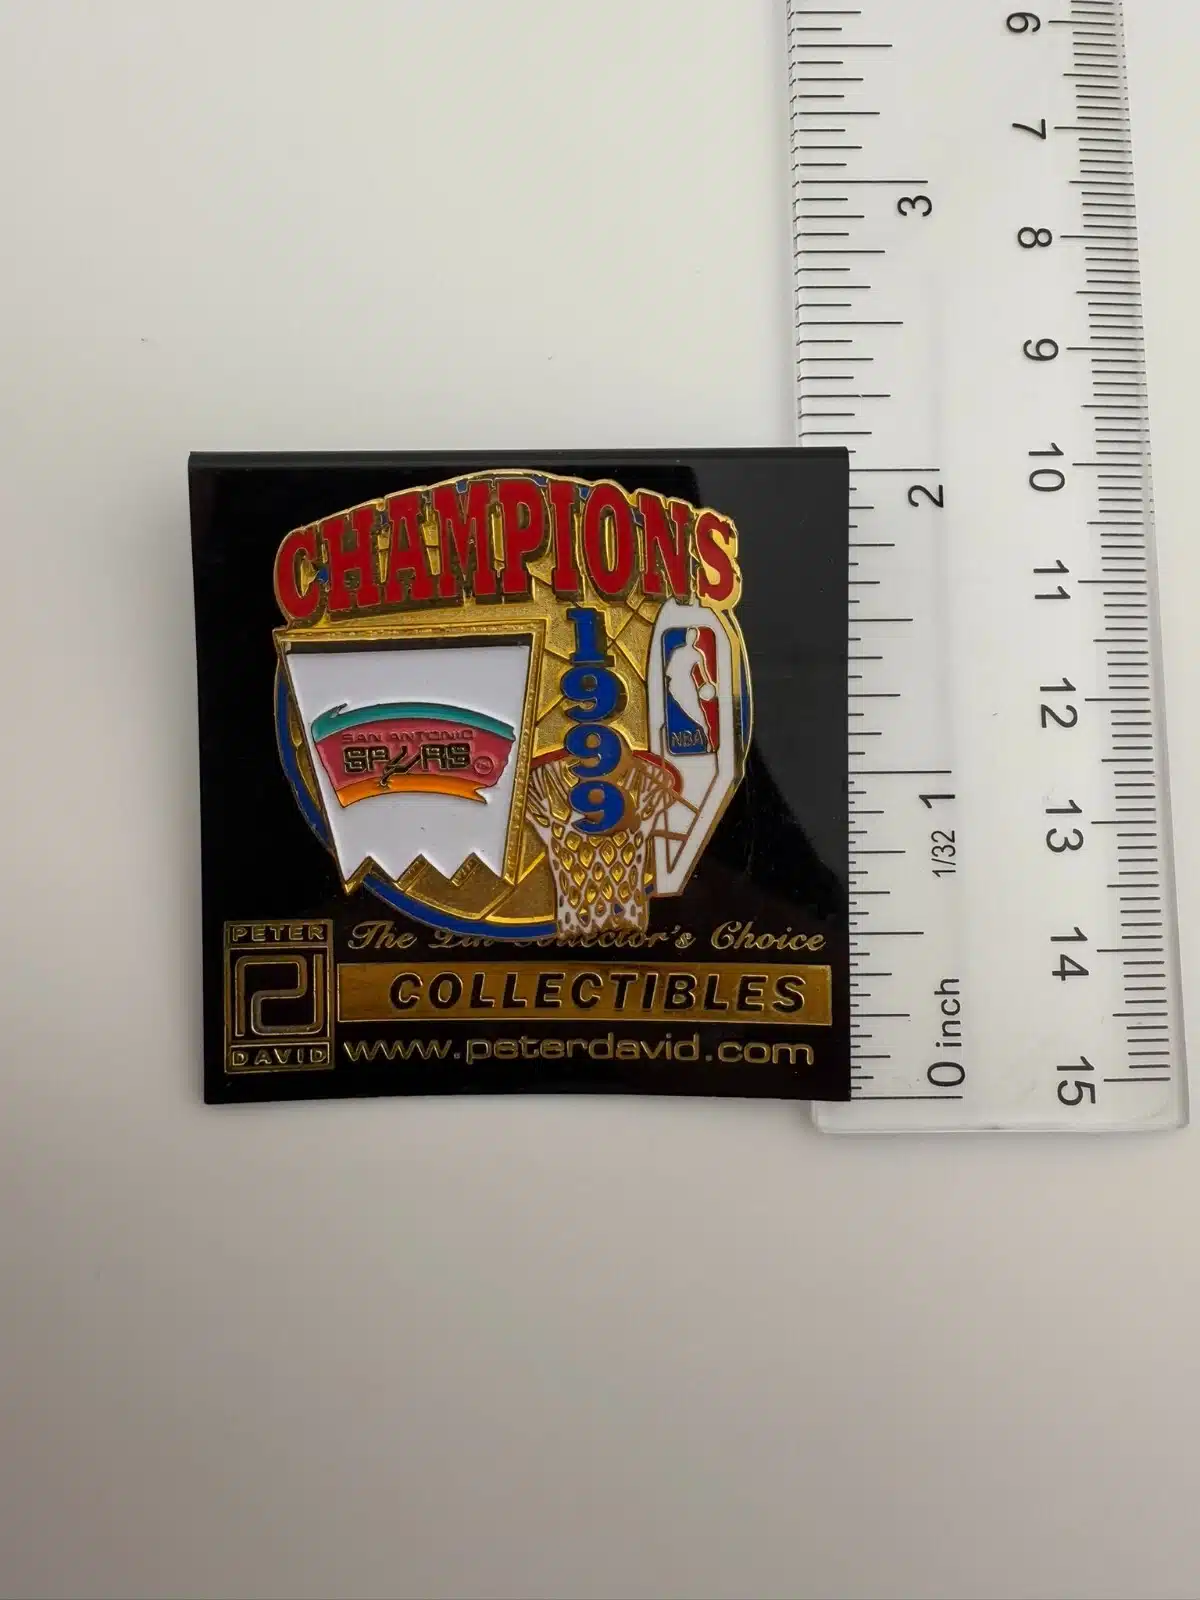 CHAMPIONS
1999
SAN ANTONIO
SPURS
NBA
PETER
DAVID
The Collector's Choice
COLLECTIBLES
www.peterdavid.com
6
7
8
9
10
11
12
13
14
15
3
2
1
1/32
0 inch